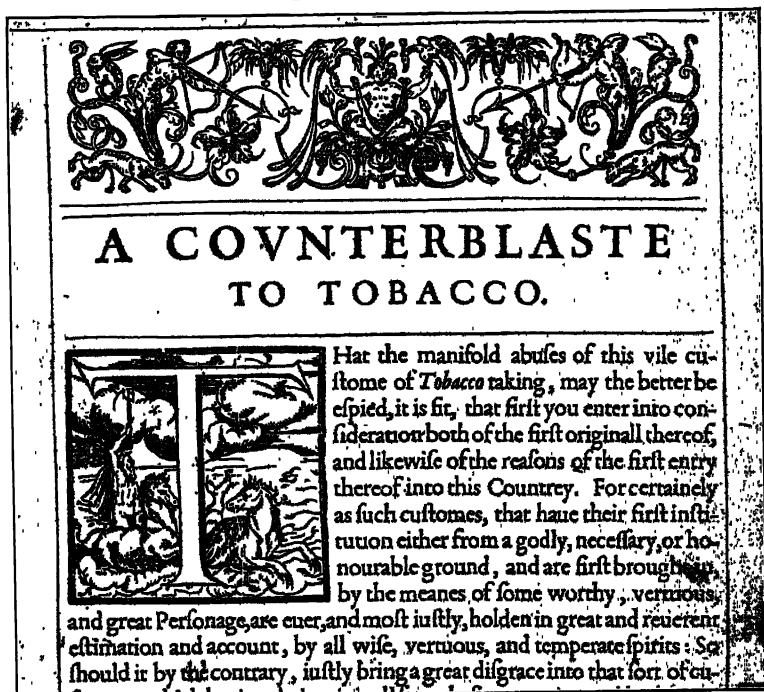 A COVNTERBLASTE
TO TOBACCO.
THat the manifold abuſes of this vile cu-
ſtome of Tobacco taking, may the better be
eſpied, it is fit, that firſt you enter into con-
ſideration both of the firſt originall thereof,
and likewiſe of the reaſons of the firſt entry
thereof into this Countrey. For certainely
as ſuch cuſtomes, that haue their firſt inſti-
tution either from a godly, neceſſary, or ho-
nourable ground, and are firſt brought in,
by the meanes of ſome worthy, vertuous,
and great Perſonage, are euer, and moſt iuſtly, holden in great and reuerent
eſtimation and account, by all wiſe, vertuous, and temperate ſpirits: So
ſhould it by the contrary, iuſtly bring a great diſgrace into that ſort of cu-